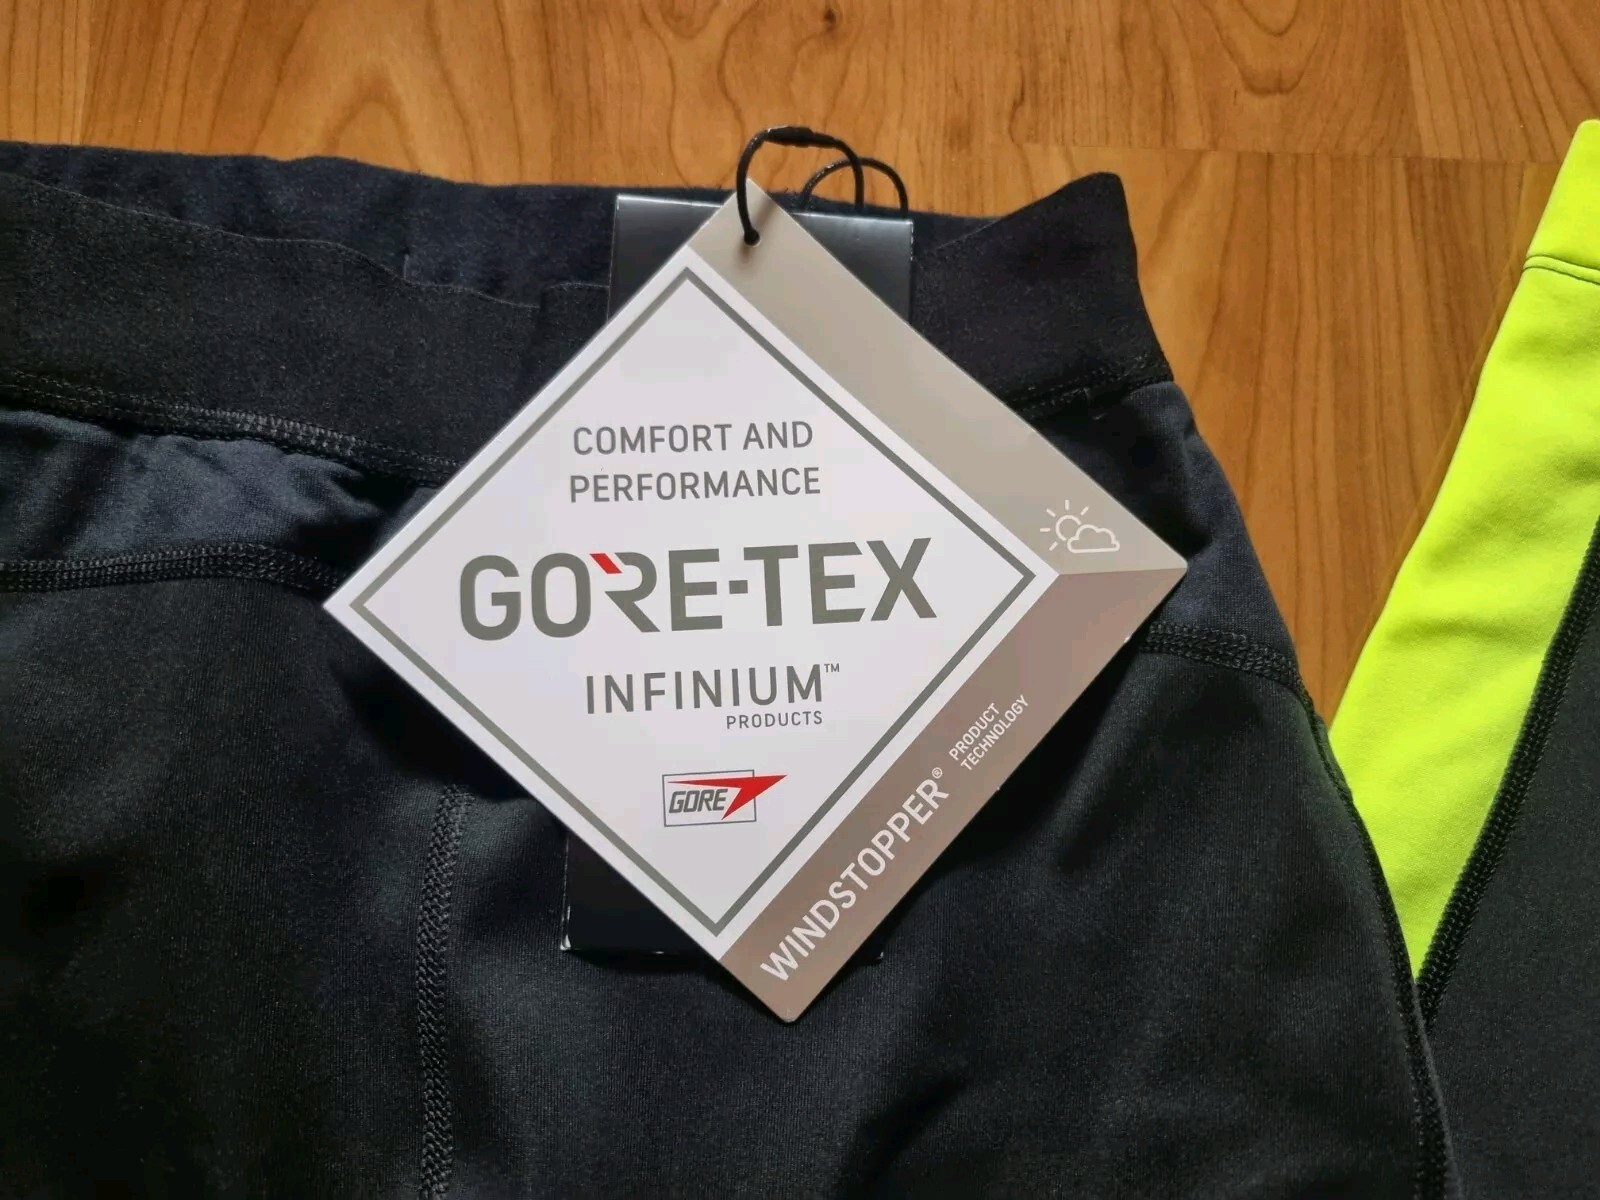 COMFORT AND
PERFORMANCE
GORE-TEX
INFINIUM™
PRODUCTS
GORE
WINDSTOPPER®
PRODUCT
TECHNOLOGY